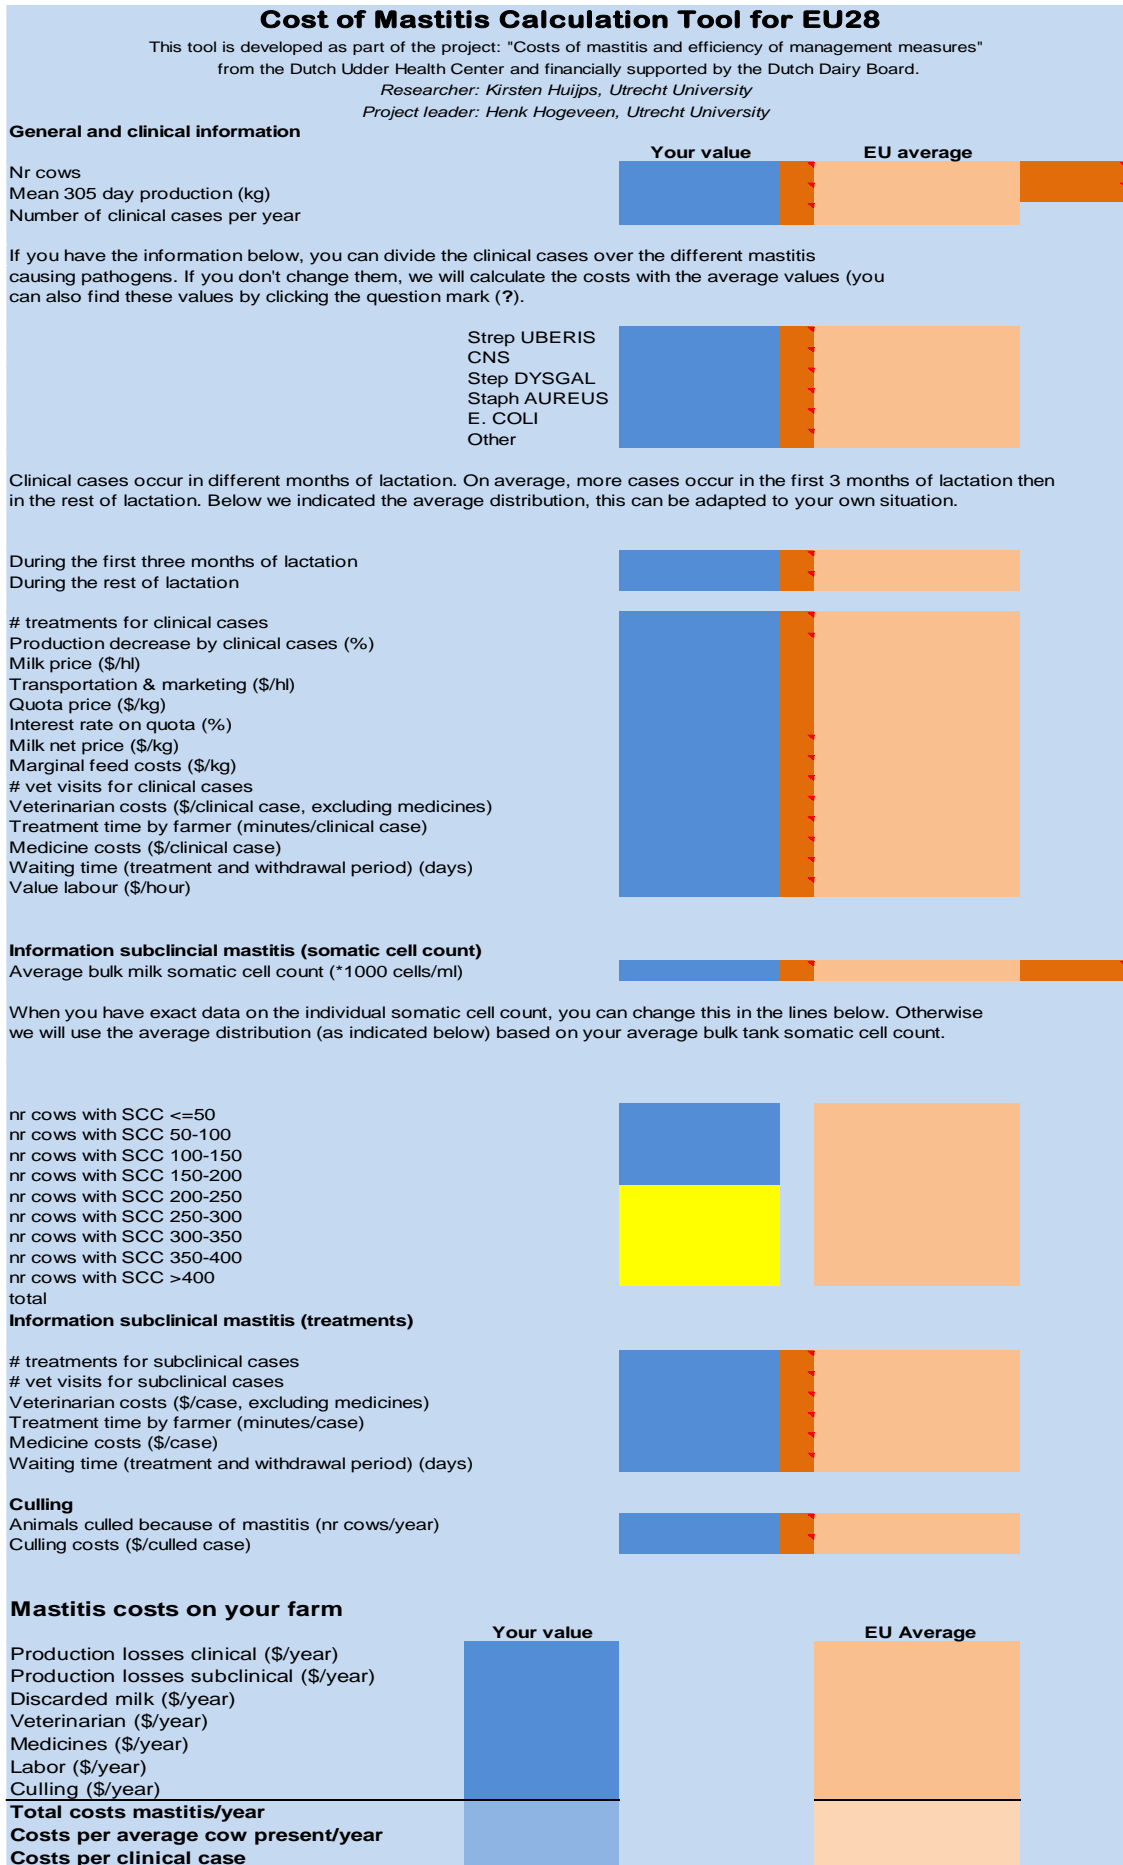 Cost of Mastitis Calculation Tool for EU28
This tool is developed as part of the project: "Costs of mastitis and efficiency of management measures"
from the Dutch Udder Health Center and financially supported by the Dutch Dairy Board.
Researcher: Kirsten Huijps, Utrecht University
Project leader: Henk Hogeveen, Utrecht University
General and clinical information
Your value EU average
Nr cows
Mean 305 day production (kg)
Number of clinical cases per year
If you have the information below, you can divide the clinical cases over the different mastitis
causing pathogens. If you don't change them, we will calculate the costs with the average values (you
can also find these values by clicking the question mark (?).
Strep UBERIS
CNS
Step DYSGAL
Staph AUREUS
E. COLI
Other
Clinical cases occur in different months of lactation. On average, more cases occur in the first 3 months of lactation then
in the rest of lactation. Below we indicated the average distribution, this can be adapted to your own situation.
During the first three months of lactation
During the rest of lactation
# treatments for clinical cases
Production decrease by clinical cases (%)
Milk price ($/hl)
Transportation & marketing ($/hl)
Quota price ($/kg)
Interest rate on quota (%)
Milk net price ($/kg)
Marginal feed costs ($/kg)
# vet visits for clinical cases
Veterinarian costs ($/clinical case, excluding medicines)
Treatment time by farmer (minutes/clinical case)
Medicine costs ($/clinical case)
Waiting time (treatment and withdrawal period) (days)
Value labour ($/hour)
Information subclincial mastitis (somatic cell count)
Average bulk milk somatic cell count (*1000 cells/ml)
When you have exact data on the individual somatic cell count, you can change this in the lines below. Otherwise
we will use the average distribution (as indicated below) based on your average bulk tank somatic cell count.
nr cows with SCC <=50
nr cows with SCC 50-100
nr cows with SCC 100-150
nr cows with SCC 150-200
nr cows with SCC 200-250
nr cows with SCC 250-300
nr cows with SCC 300-350
nr cows with SCC 350-400
nr cows with SCC >400
total
Information subclinical mastitis (treatments)
# treatments for subclinical cases
# vet visits for subclinical cases
Veterinarian costs ($/case, excluding medicines)
Treatment time by farmer (minutes/case)
Medicine costs ($/case)
Waiting time (treatment and withdrawal period) (days)
Culling
Animals culled because of mastitis (nr cows/year)
Culling costs ($/culled case)
Mastitis costs on your farm
Your value EU Average
Production losses clinical ($/year)
Production losses subclinical ($/year)
Discarded milk ($/year)
Veterinarian ($/year)
Medicines ($/year)
Labor ($/year)
Culling ($/year)
Total costs mastitis/year
Costs per average cow present/year
Costs per clinical case